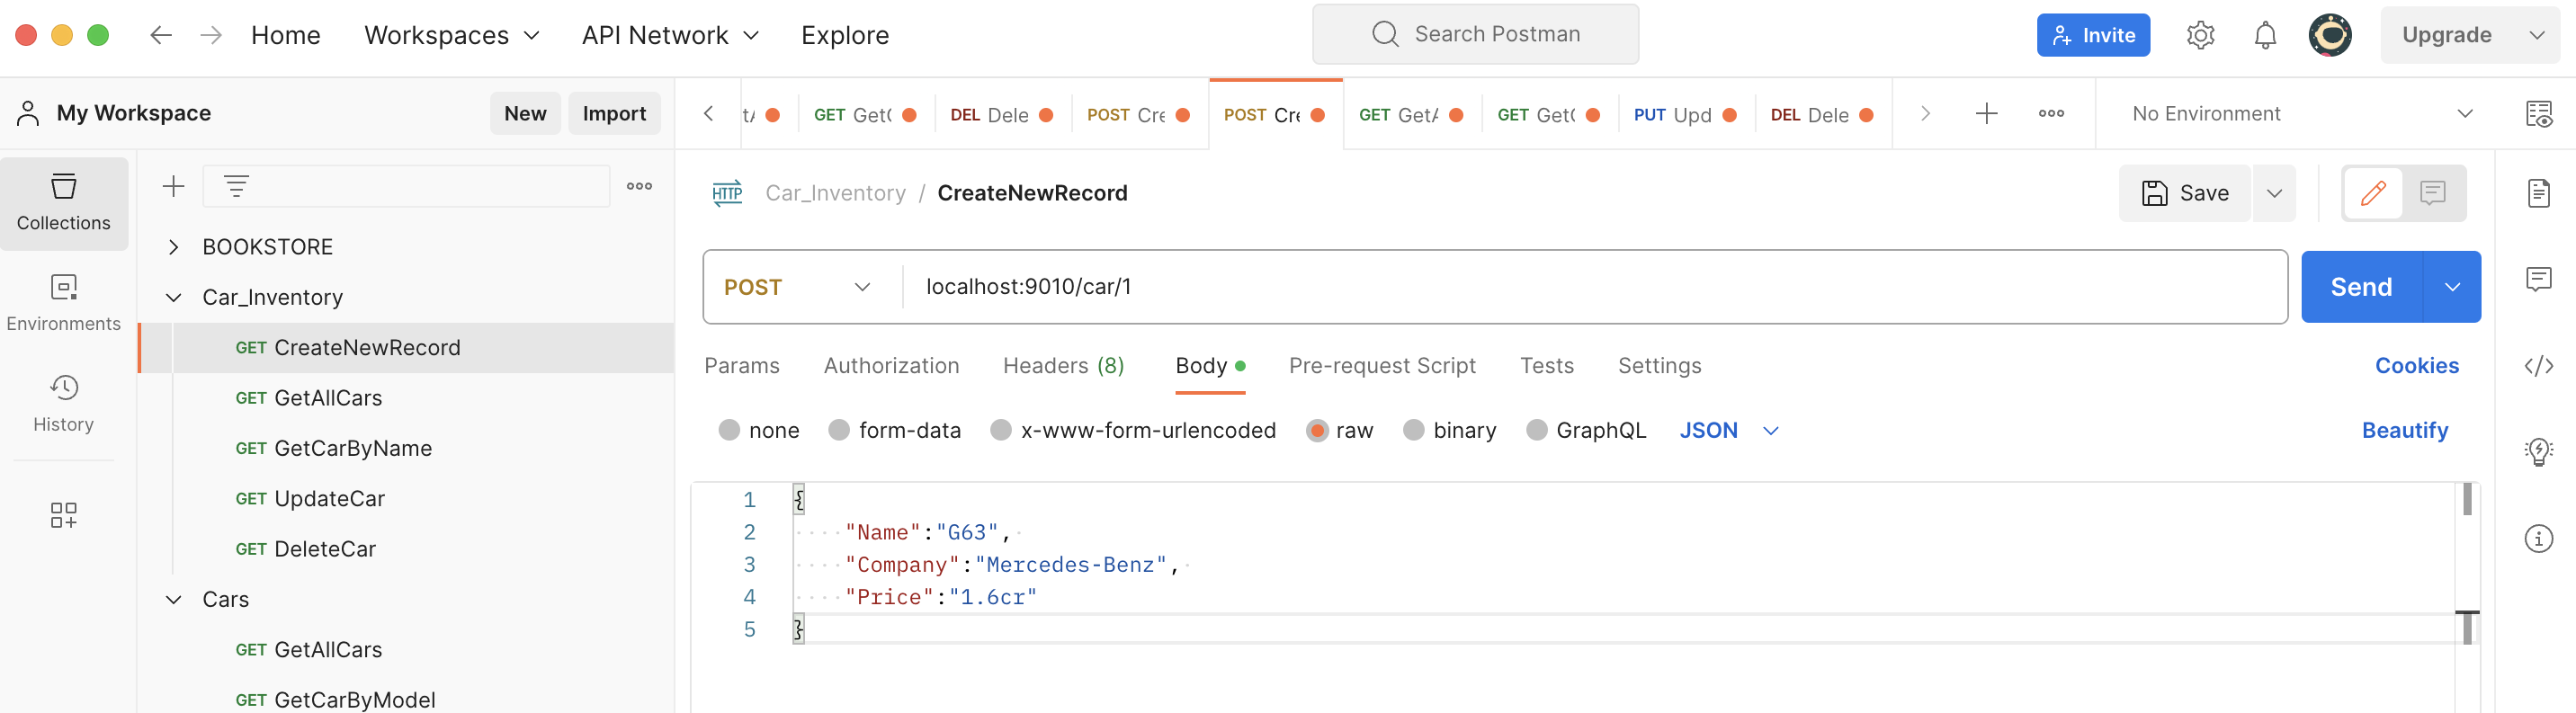 Home Workspaces API Network Explore Search Postman Invite Upgrade
My Workspace New Import
GET Get DEL Dele POST Cre POST Cre GET GetA GET Get PUT Upd DEL Dele No Environment
Collections
Environments
History
BOOKSTORE
Car_Inventory
GET CreateNewRecord
GET GetAllCars
GET GetCarByName
GET UpdateCar
GET DeleteCar
Cars
GET GetAllCars
GET GetCarByModel
HTTP Car_Inventory / CreateNewRecord Save
POST localhost:9010/car/1 Send
Params Authorization Headers (8) Body Pre-request Script Tests Settings Cookies
none form-data x-www-form-urlencoded raw binary GraphQL JSON Beautify
1 {
2 "Name":"G63",
3 "Company":"Mercedes-Benz",
4 "Price":"1.6cr"
5 }